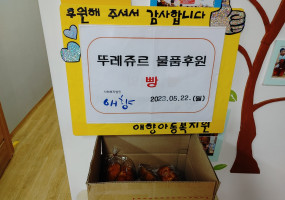 후원해 주셔서 감사합니다
뚜레쥬르 물품후원
빵
애향
2023.05.22.(월)
애향아동복지원